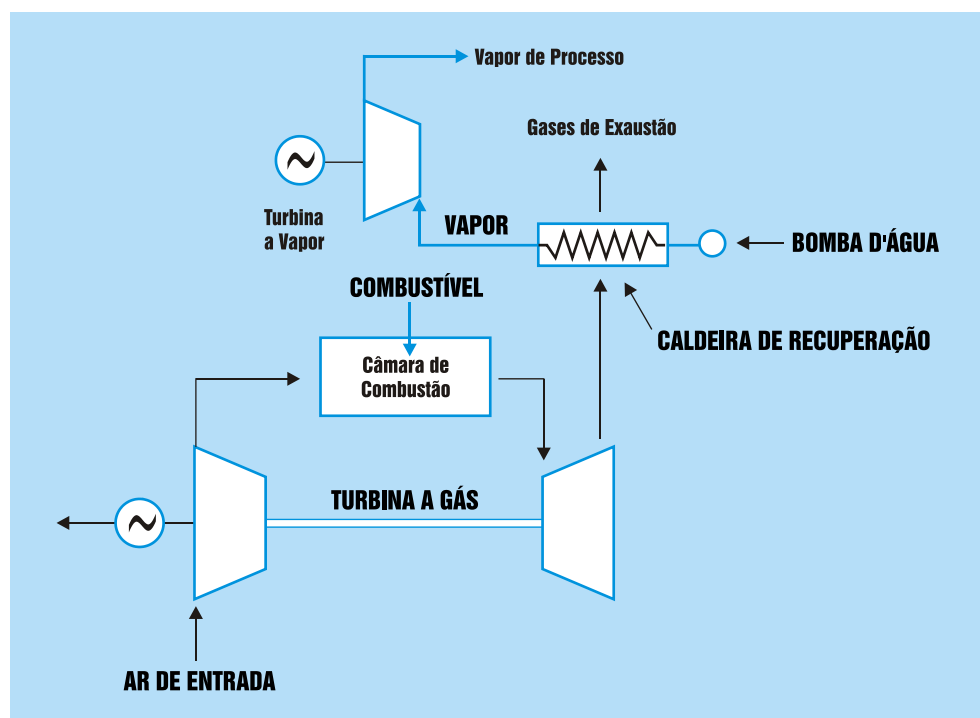 Vapor de Processo
Gases de Exaustão
Turbina
a Vapor
VAPOR
BOMBA D'ÁGUA
COMBUSTÍVEL
CALDEIRA DE RECUPERAÇÃO
Câmara de
Combustão
TURBINA A GÁS
AR DE ENTRADA